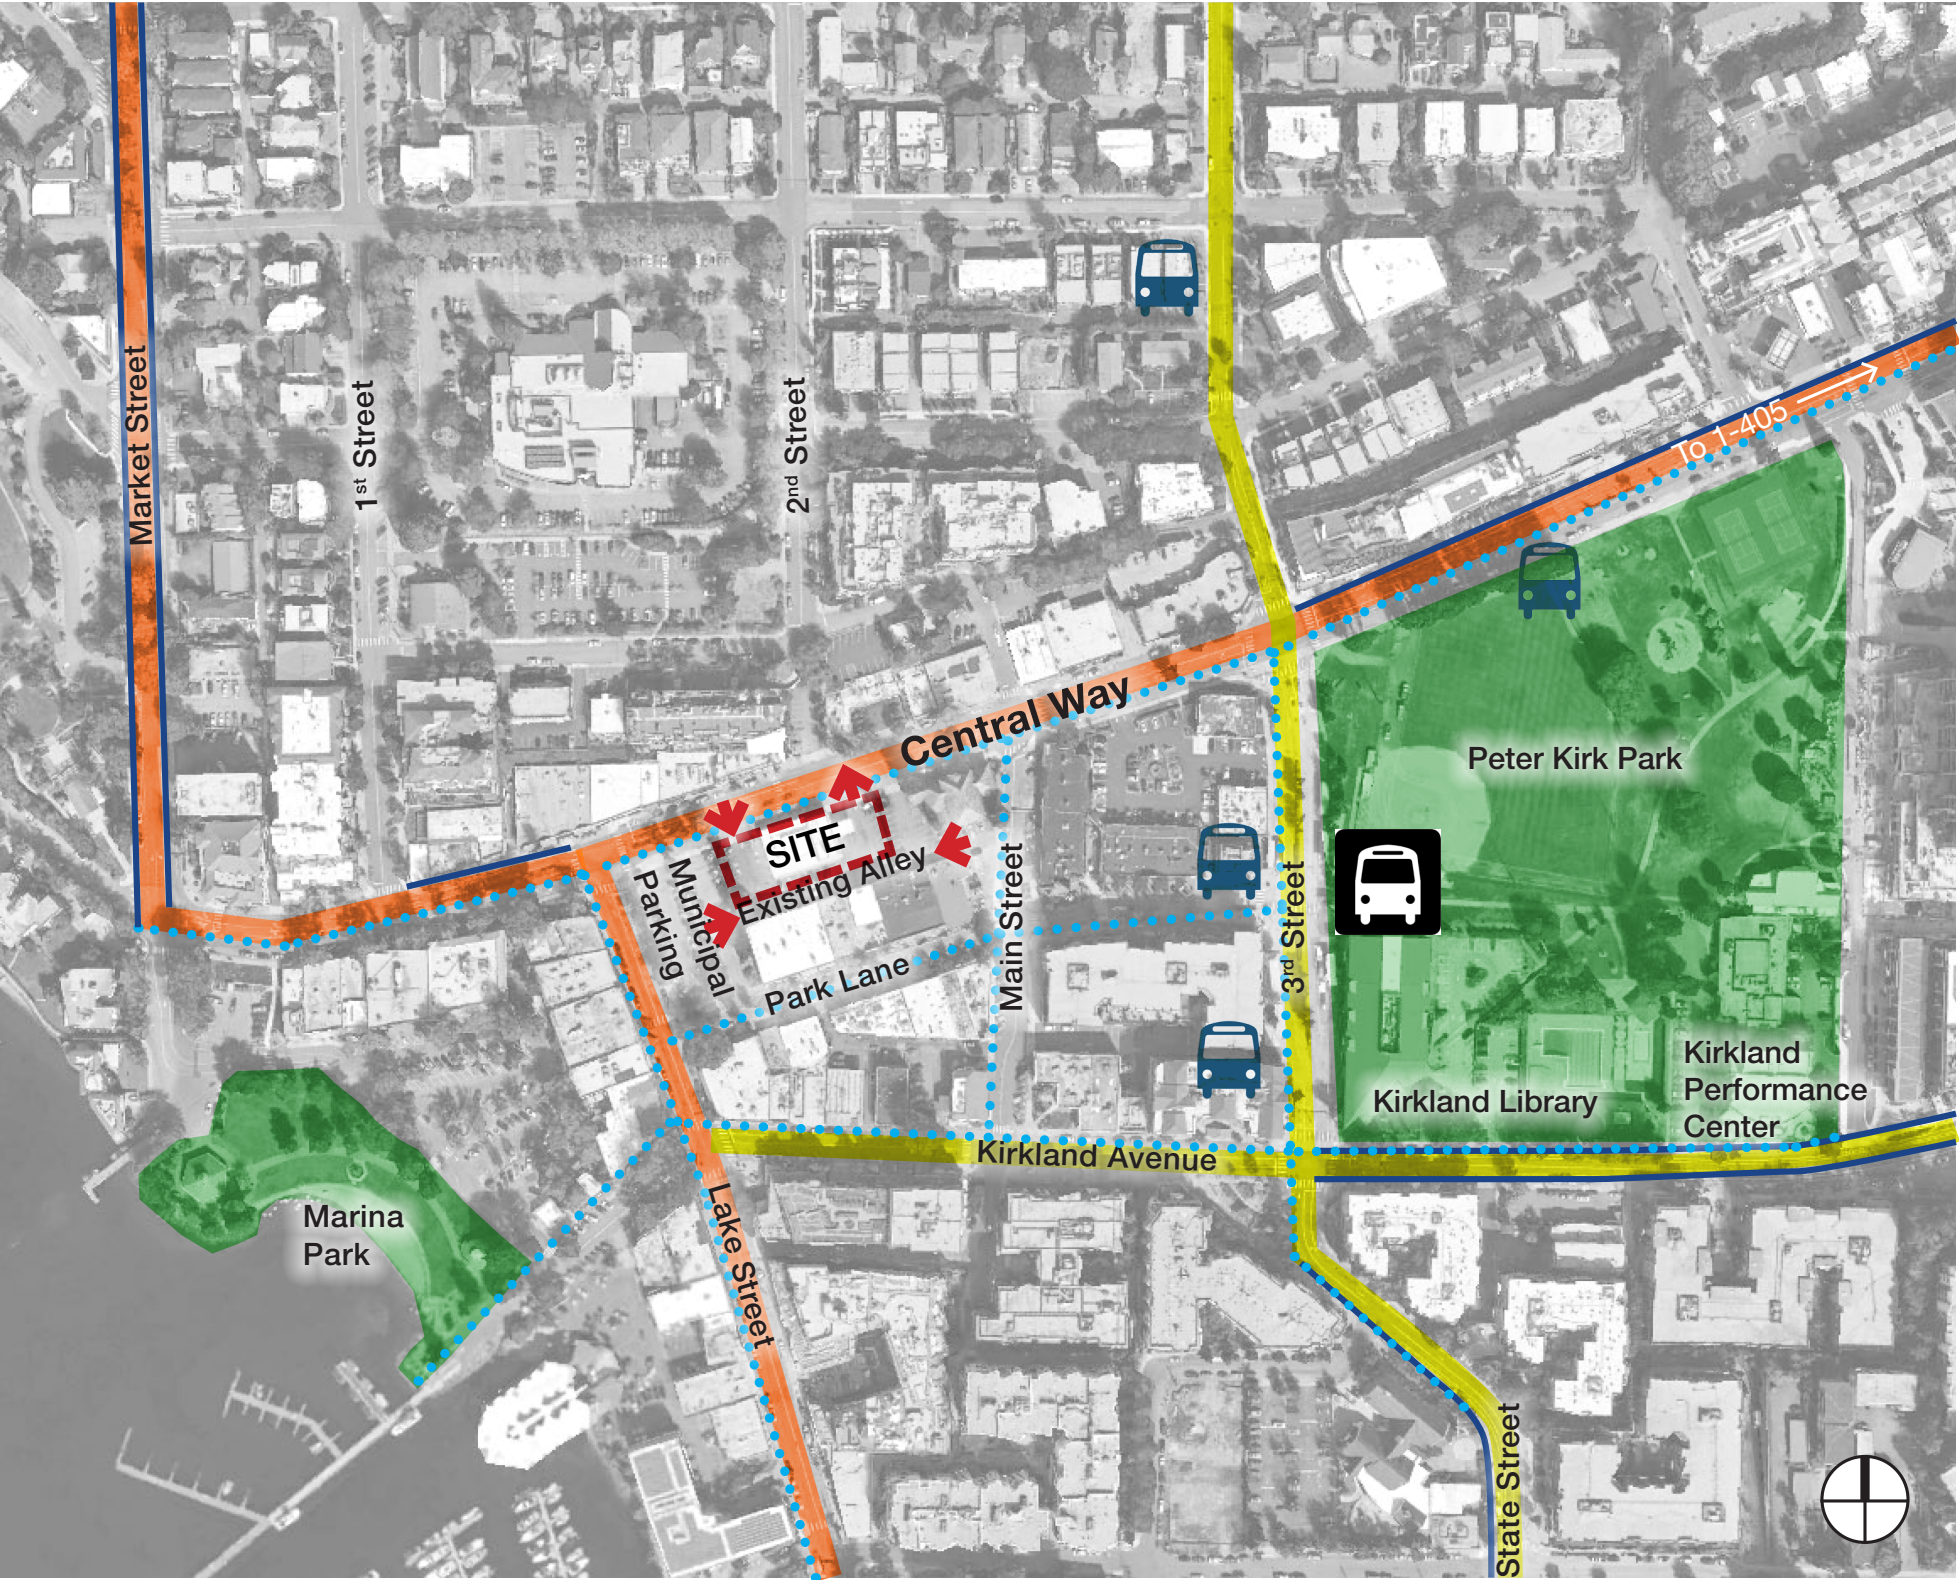 Market Street
1st Street
2nd Street
To 1-405
Central Way
Peter Kirk Park
SITE
Existing Alley
Municipal
Parking
Park Lane
Main Street
3rd Street
Kirkland
Performance
Center
Kirkland Library
Kirkland Avenue
Marina
Park
Lake Street
State Street